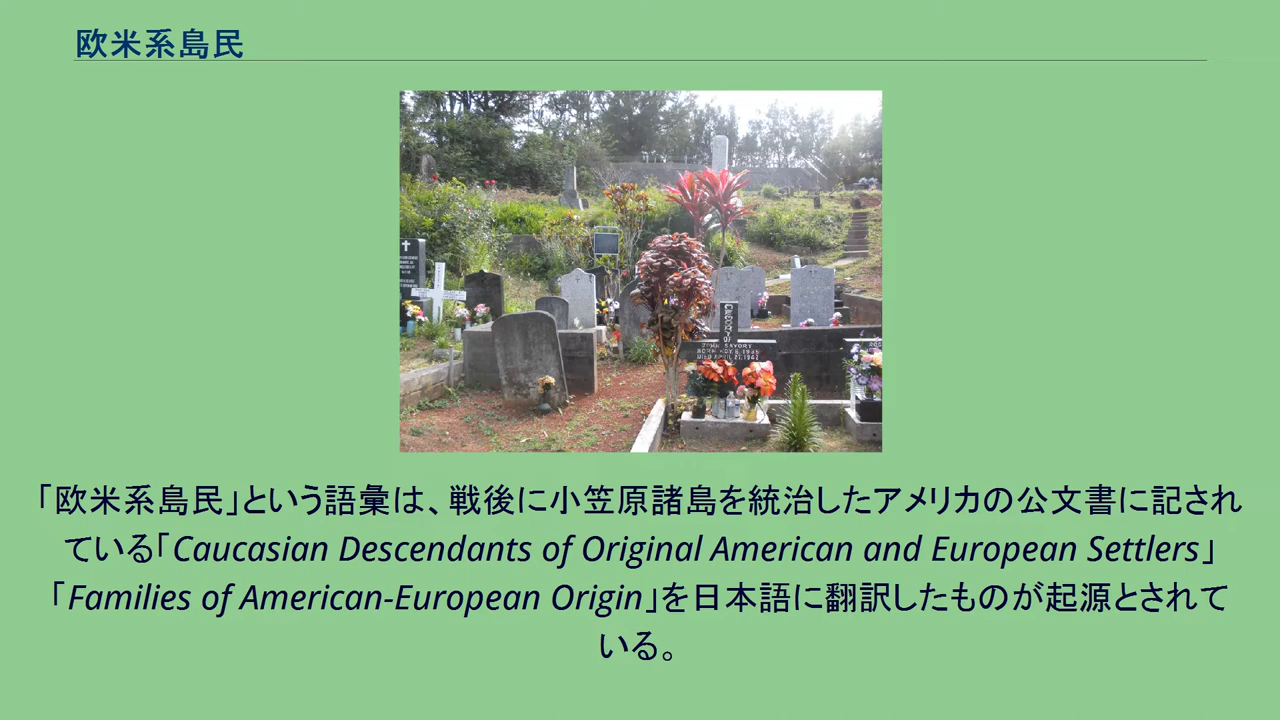 欧米系島民
JOHN SAVORY
「欧米系島民」という語彙は、戦後に小笠原諸島を統治したアメリカの公文書に記され
ている「Caucasian Descendants of Original American and European Settlers」
「Families of American-European Origin」を日本語に翻訳したものが起源とされて
いる。